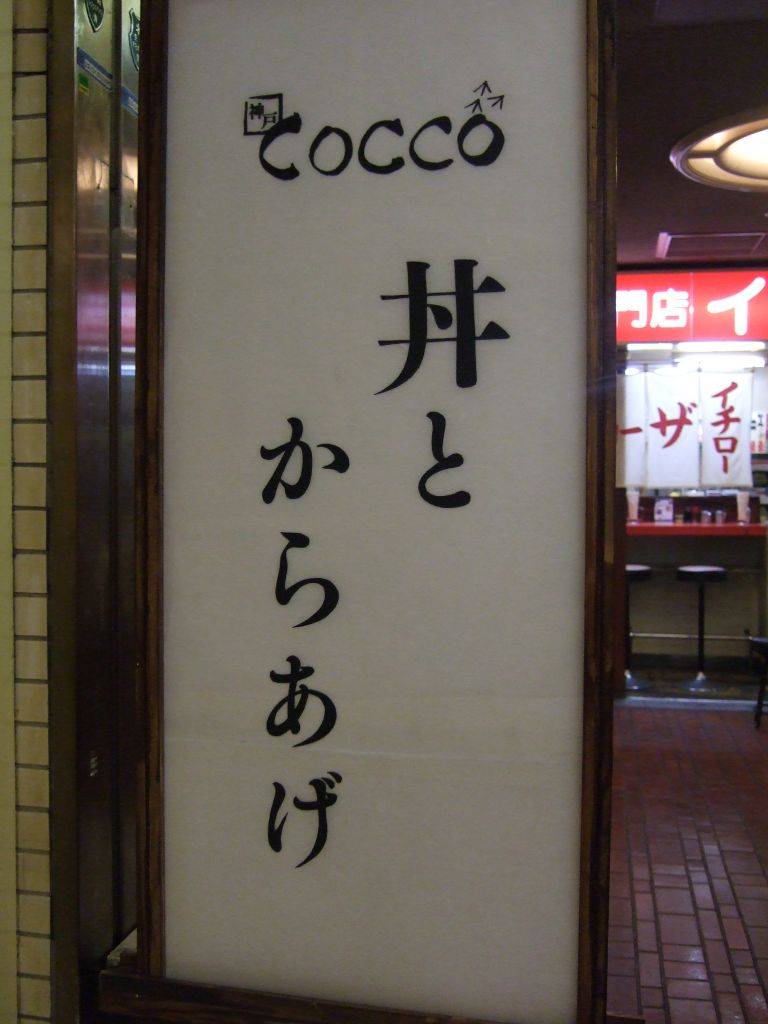 神戸
cocco
丼と
からあげ
門店 イ
イチロー
ーザ